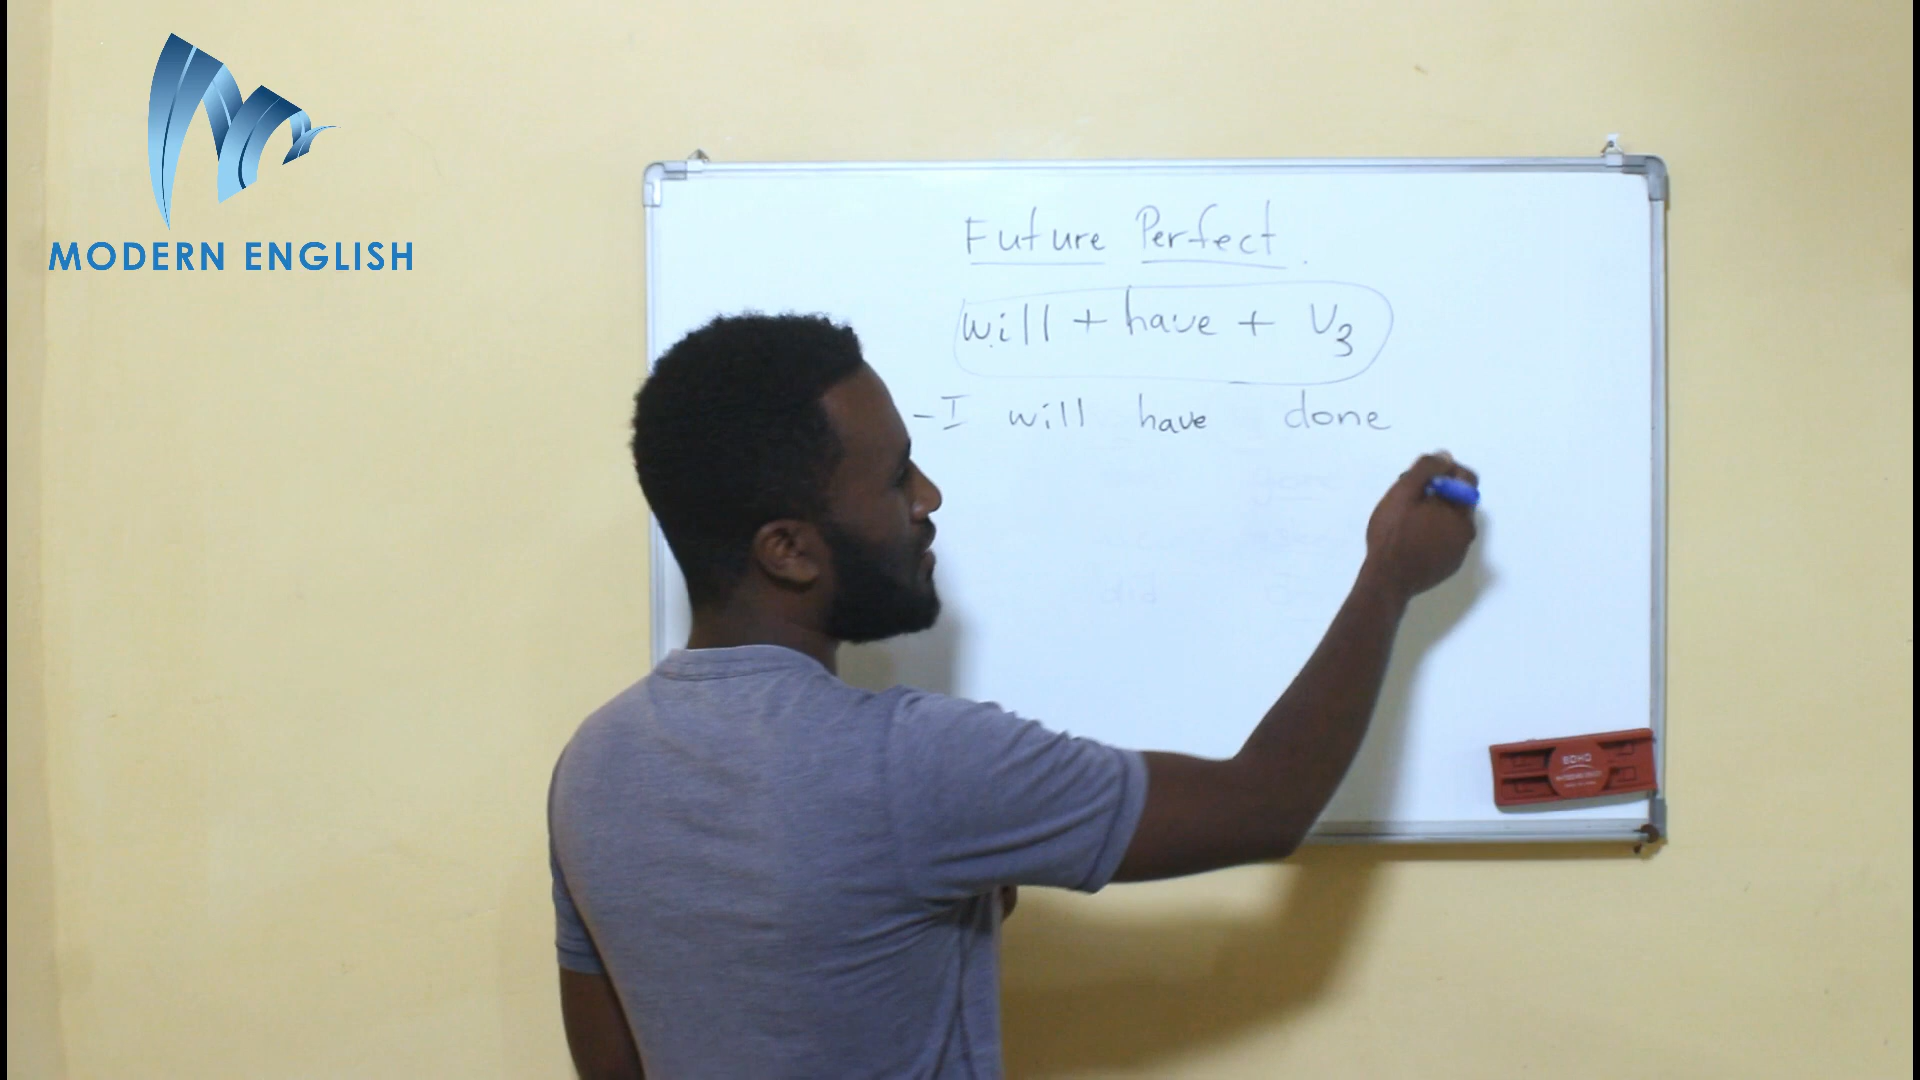 MODERN ENGLISH
Future Perfect.
will + have + V3
- I will have done
did